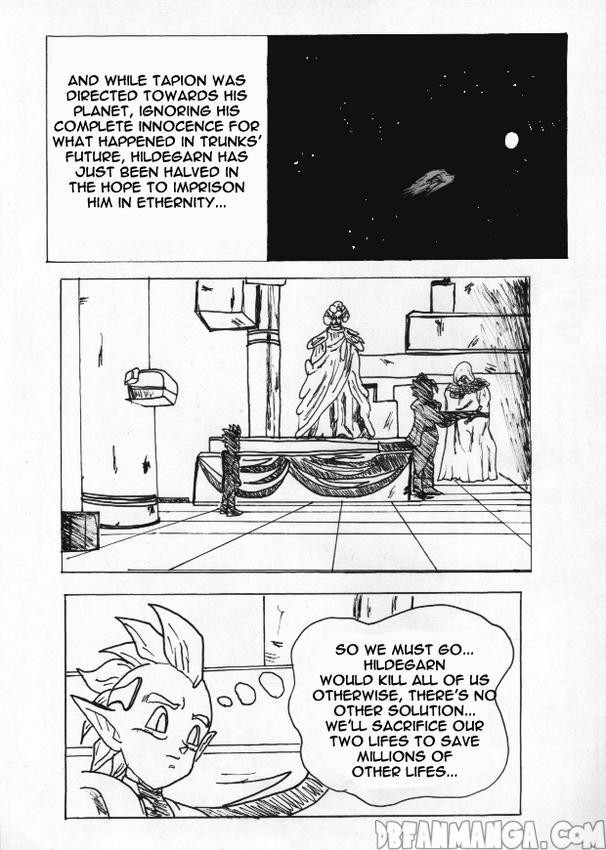 AND WHILE TAPION WAS
DIRECTED TOWARDS HIS
PLANET, IGNORING HIS
COMPLETE INNOCENCE FOR
WHAT HAPPENED IN TRUNKS'
FUTURE, HILDEGARN HAS
JUST BEEN HALVED IN
THE HOPE TO IMPRISON
HIM IN ETHERNITY...
SO WE MUST GO...
HILDEGARN
WOULD KILL ALL OF US
OTHERWISE, THERE'S NO
OTHER SOLUTION...
WE'LL SACRIFICE OUR
TWO LIFES TO SAVE
MILLIONS OF
OTHER LIFES...
DBFANMANGA.COM